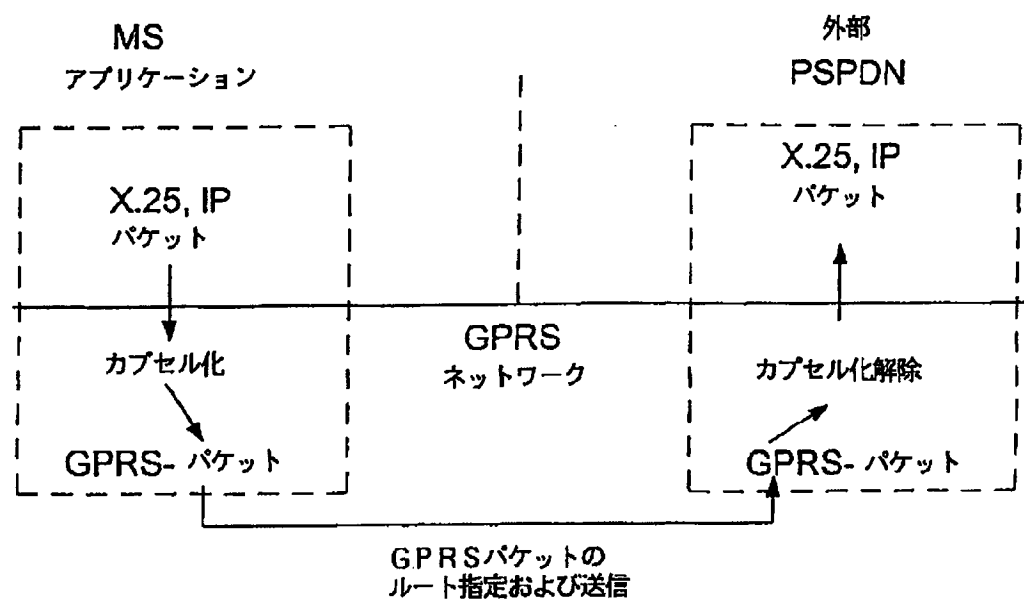 MS
アプリケーション
外部
PSPDN
X.25, IP
パケット
X.25, IP
パケット
カプセル化
GPRS
ネットワーク
カプセル化解除
GPRS- パケット
GPRS- パケット
GPRSパケットの
ルート指定および送信